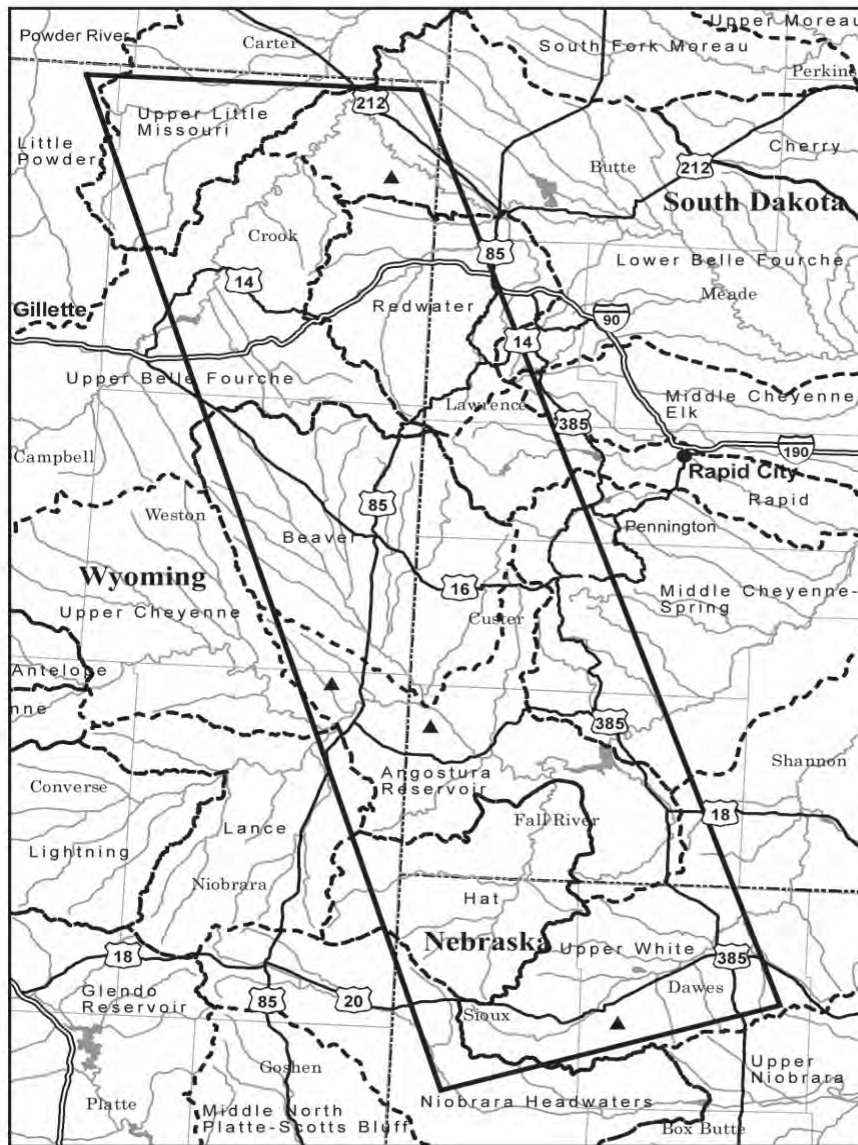 Powder River
Carter
Upper Moreau
South Fork Moreau
Perkins
212
Upper Little
Missouri
Little
Powder
Butte
Cherry
212
South Dakota
Crook
85
14
Lower Belle Fourche
Meade
Gillette
Redwater
90
14
Upper Belle Fourche
Middle Cheyenne
Elk
Lawrence
385
190
Campbell
Rapid City
Rapid
85
Weston
Beaver
Pennington
Wyoming
16
Middle Cheyenne-
Spring
Upper Cheyenne
Custer
Antelope
nne
385
Shannon
Angostura
Reservoir
Converse
18
Fall River
Lance
Lightning
Niobrara
Hat
Nebraska
Upper White
18
385
Dawes
Glendo
Reservoir
85
20
Sioux
Goshen
Upper
Niobrara
Niobrara Headwaters
Platte
Middle North
Platte-Scotts Bluff
Box Butte